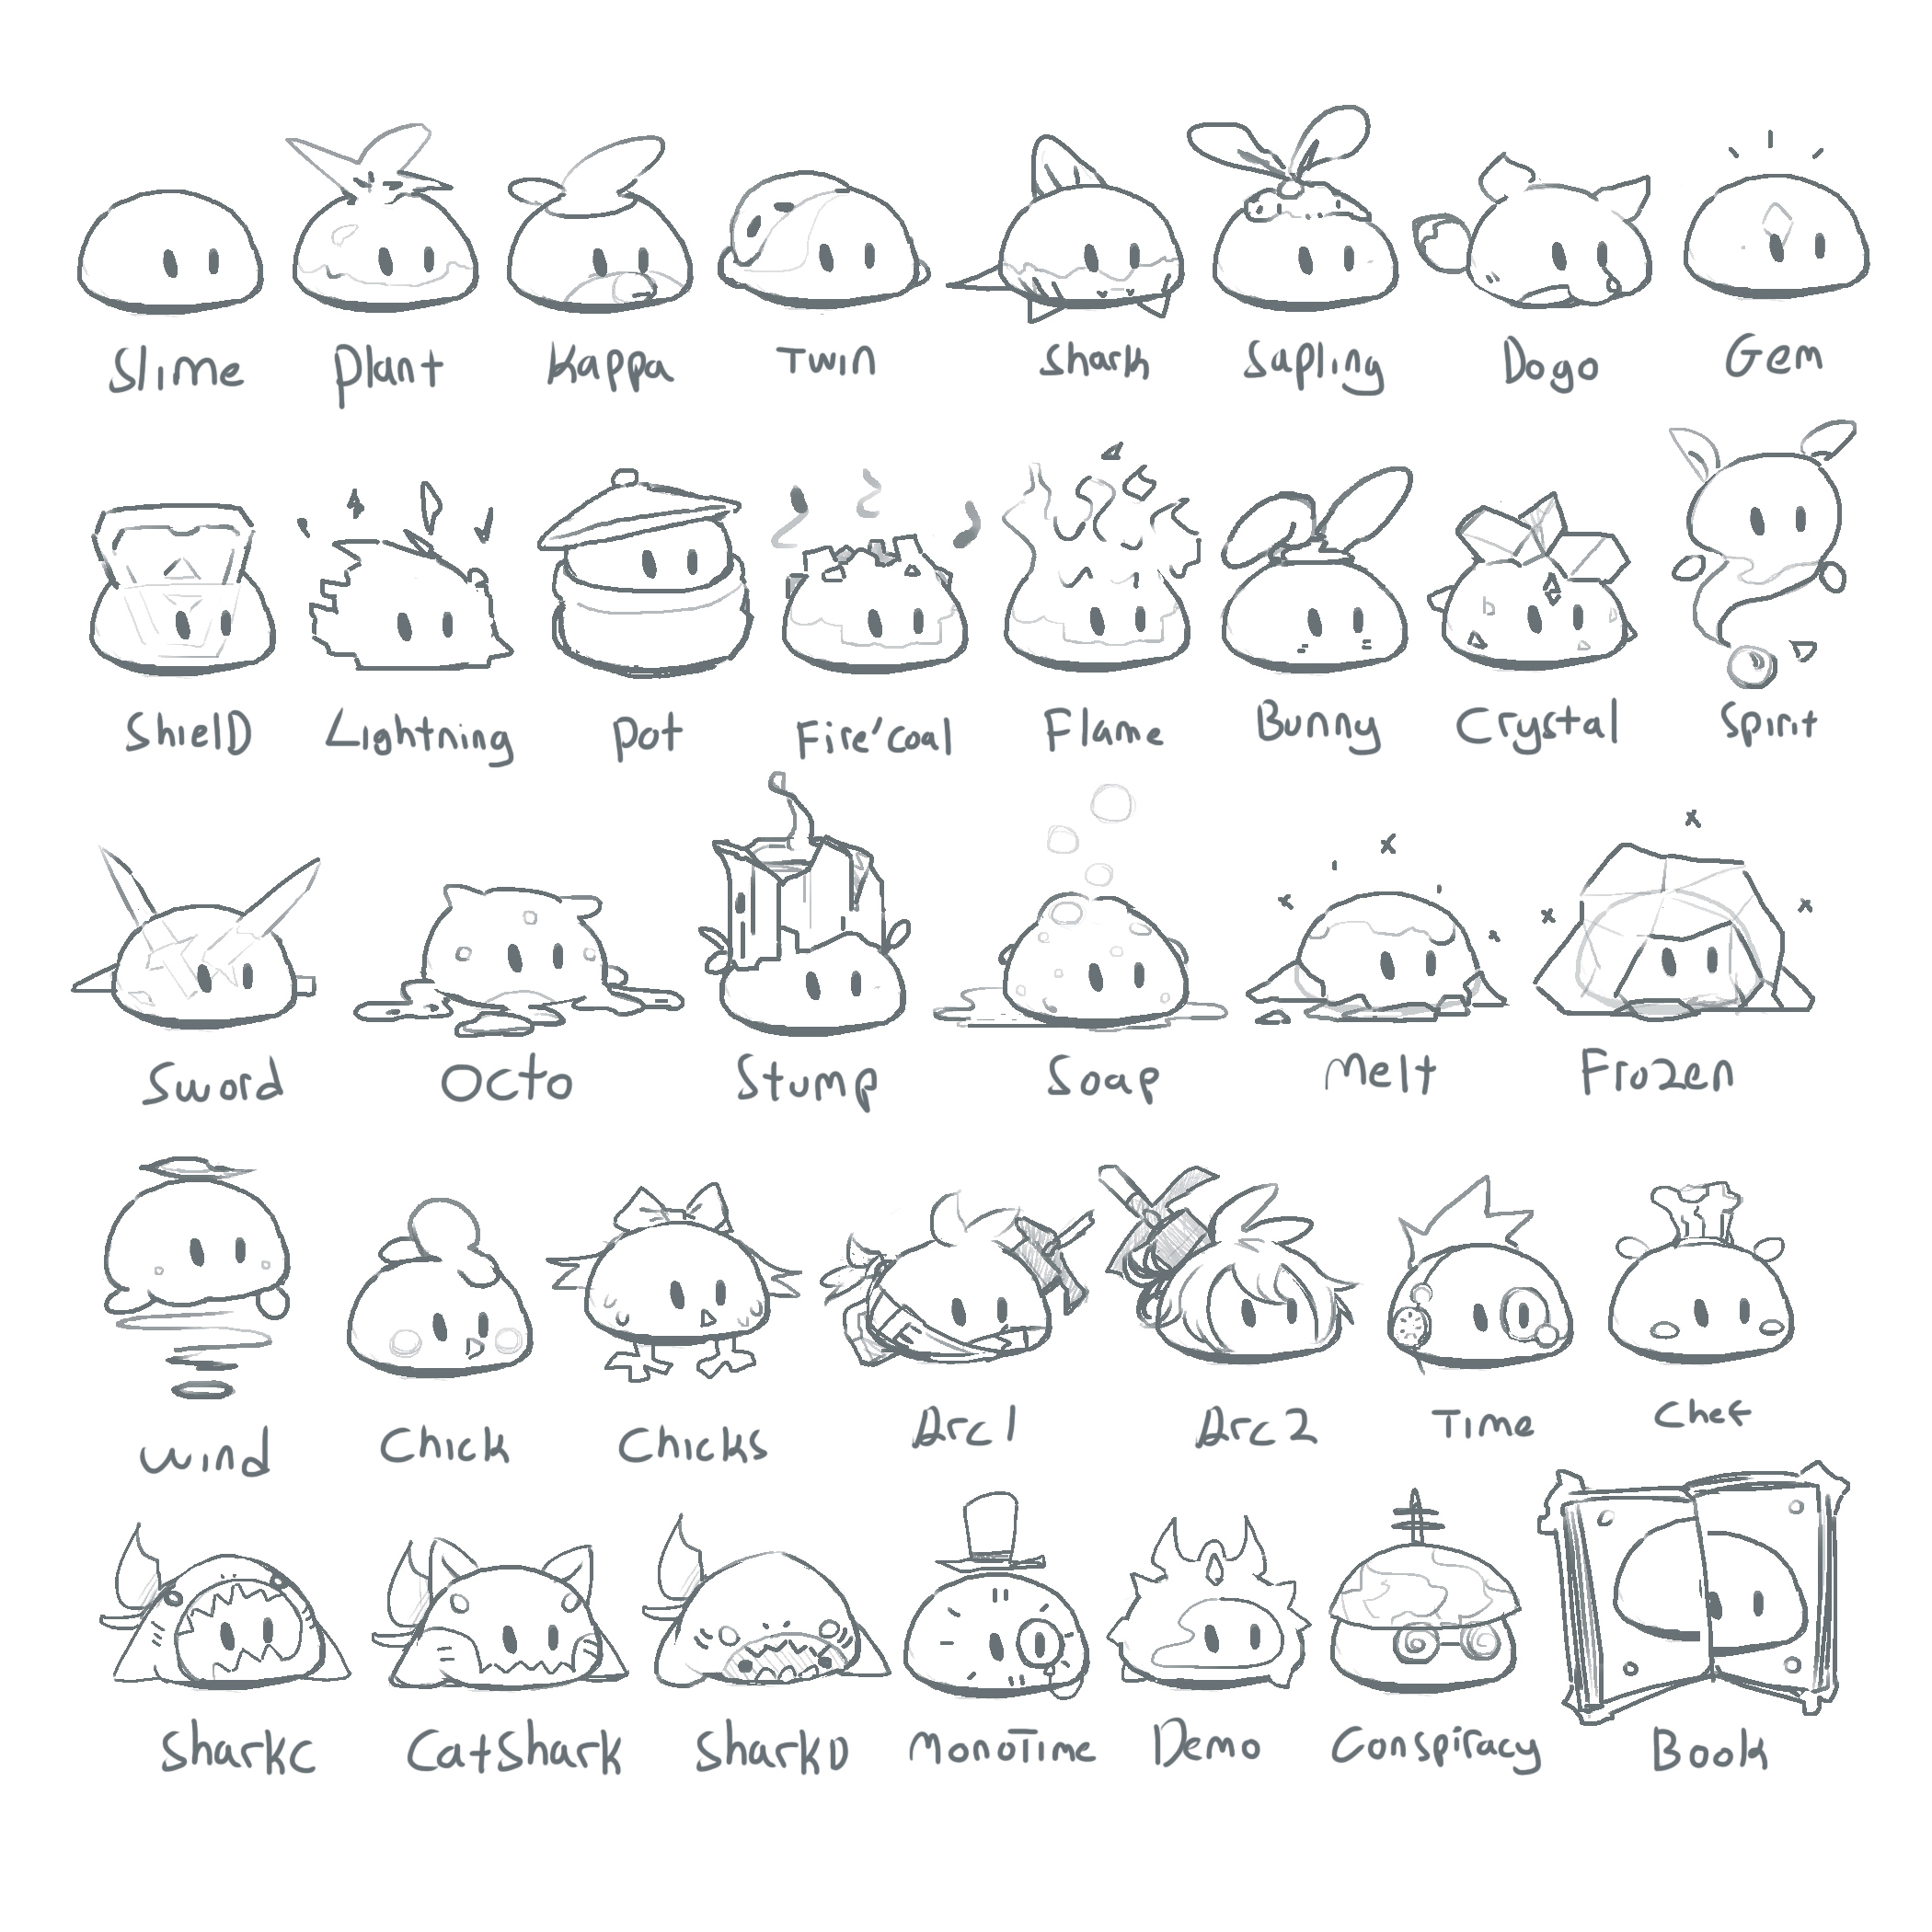 Slime Plant Kappa Twin Shark Sapling Dogo Gem
ShielD Lightning Pot Fire'coal Flame Bunny Crystal Spirit
Sword Octo Stump Soap Melt Frozen
Wind Chick Chicks Arc1 Arc2 Time Chef
SharkC CatShark SharkD MonoTime Demo Conspiracy Book